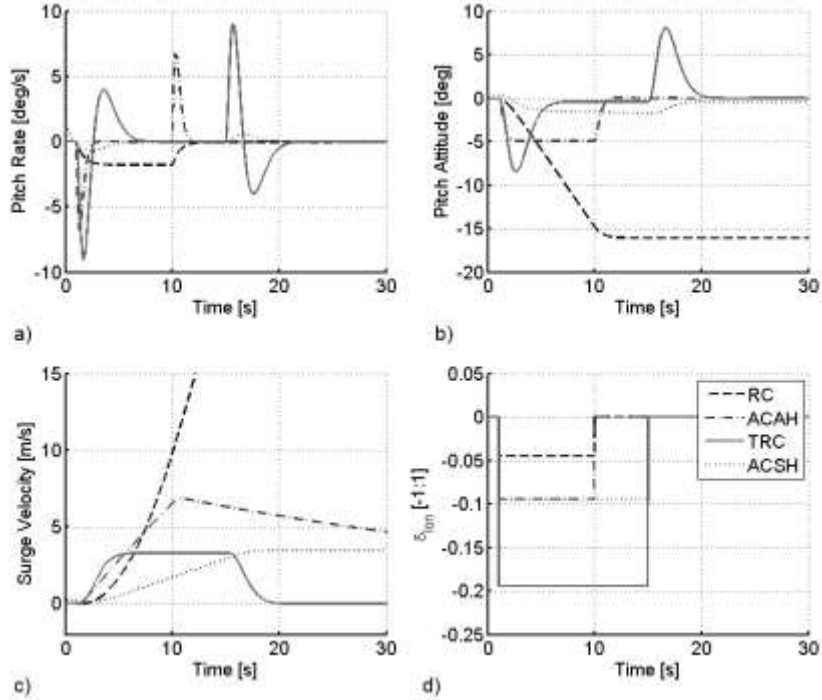 10
5
0
-5
-10
Pitch Rate [deg/s]
0 10 20 30
Time [s]
a)
10
5
0
-5
-10
-15
-20
Pitch Attitude [deg]
0 10 20 30
Time [s]
b)
15
10
5
0
Surge Velocity [m/s]
0 10 20 30
Time [s]
c)
0.05
0
-0.05
-0.1
-0.15
-0.2
-0.25
δlon [-1:1]
RC
ACAH
TRC
ACSH
0 10 20 30
Time [s]
d)